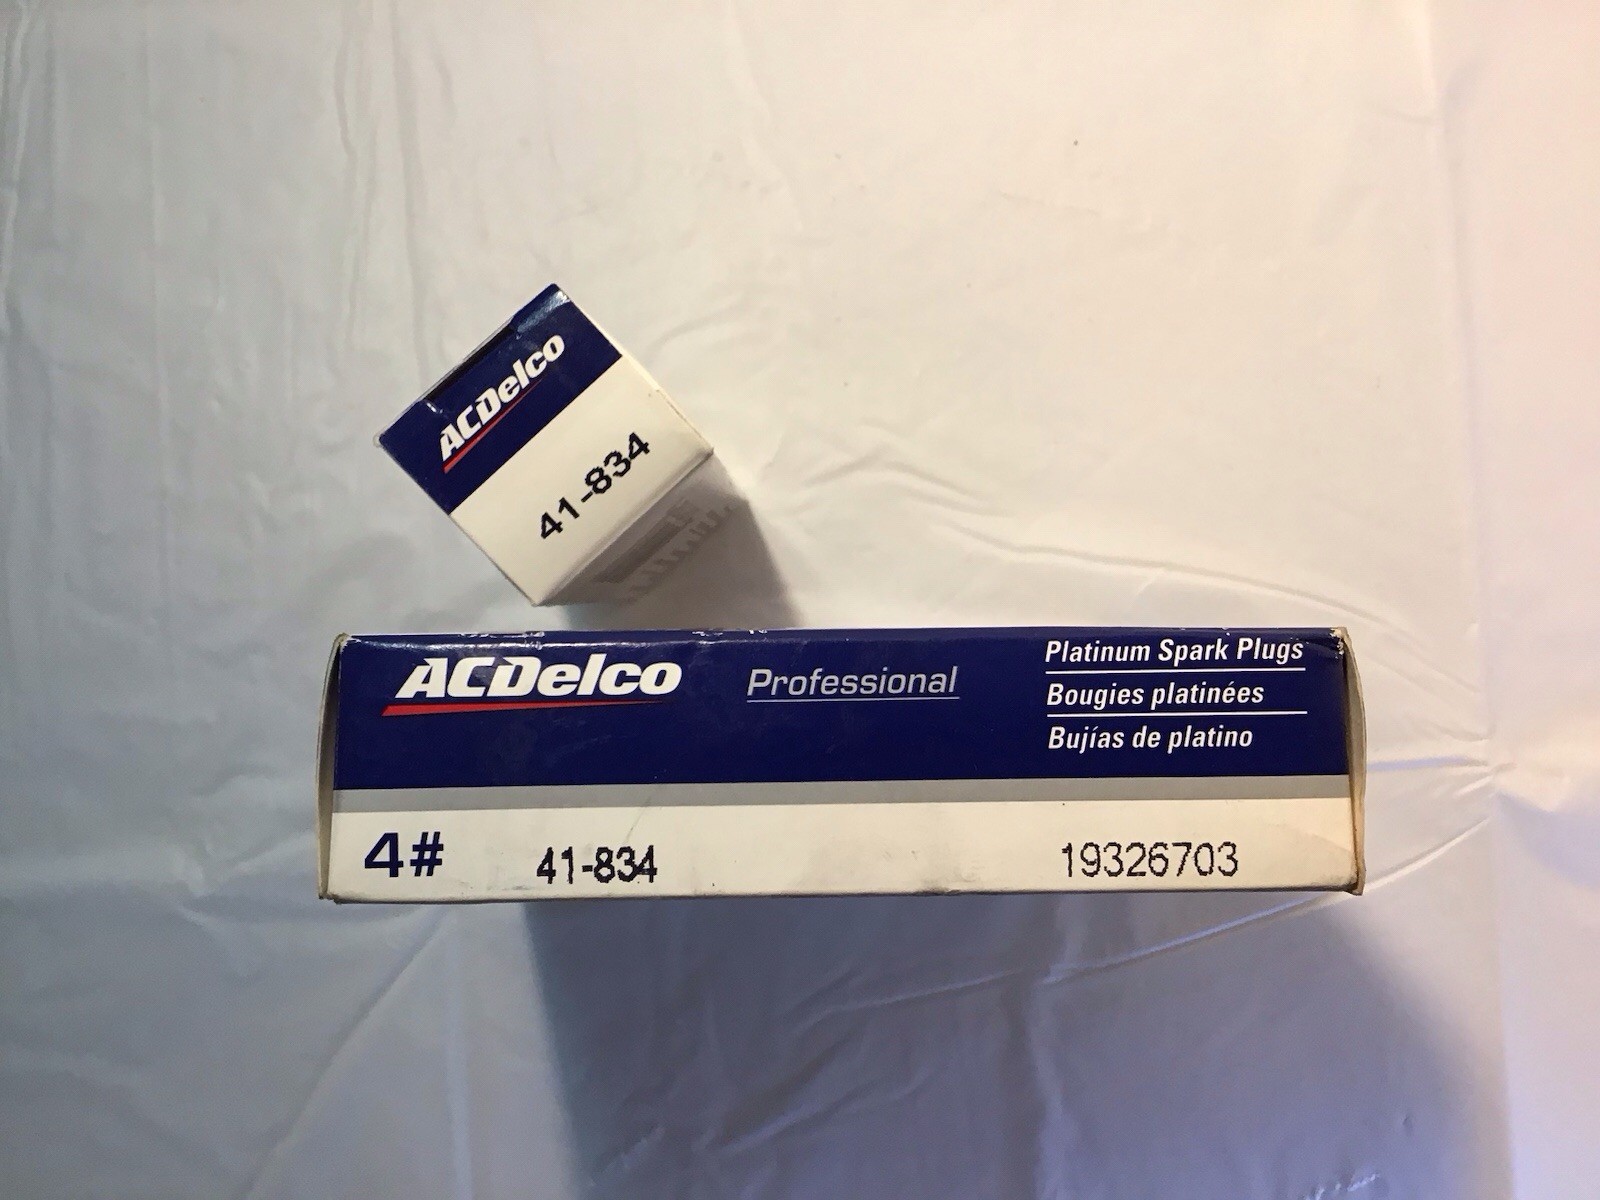 ACDelco
41-834
ACDelco
Professional
Platinum Spark Plugs
Bougies platinées
Bujías de platino
4#
41-834
19326703